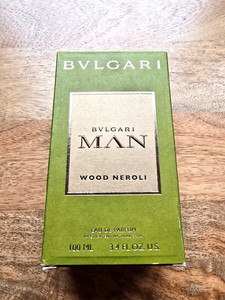 BVLGARI
BVLGARI
MAN
WOOD NEROLI
EAU DE PARFUM
100 ML 3.4 FL. OZ. U.S.